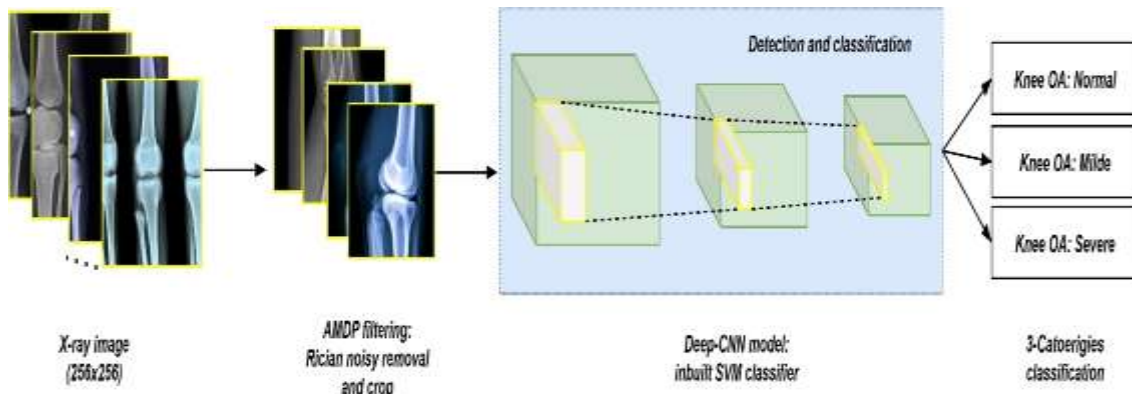 Detection and classification
Knee OA: Normal
Knee OA: Milde
Knee OA: Severe
X-ray image
(256x256)
AMDP filtering:
Rician noisy removal
and crop
Deep-CNN model:
inbuilt SVM classifier
3-Catoerigies
classification